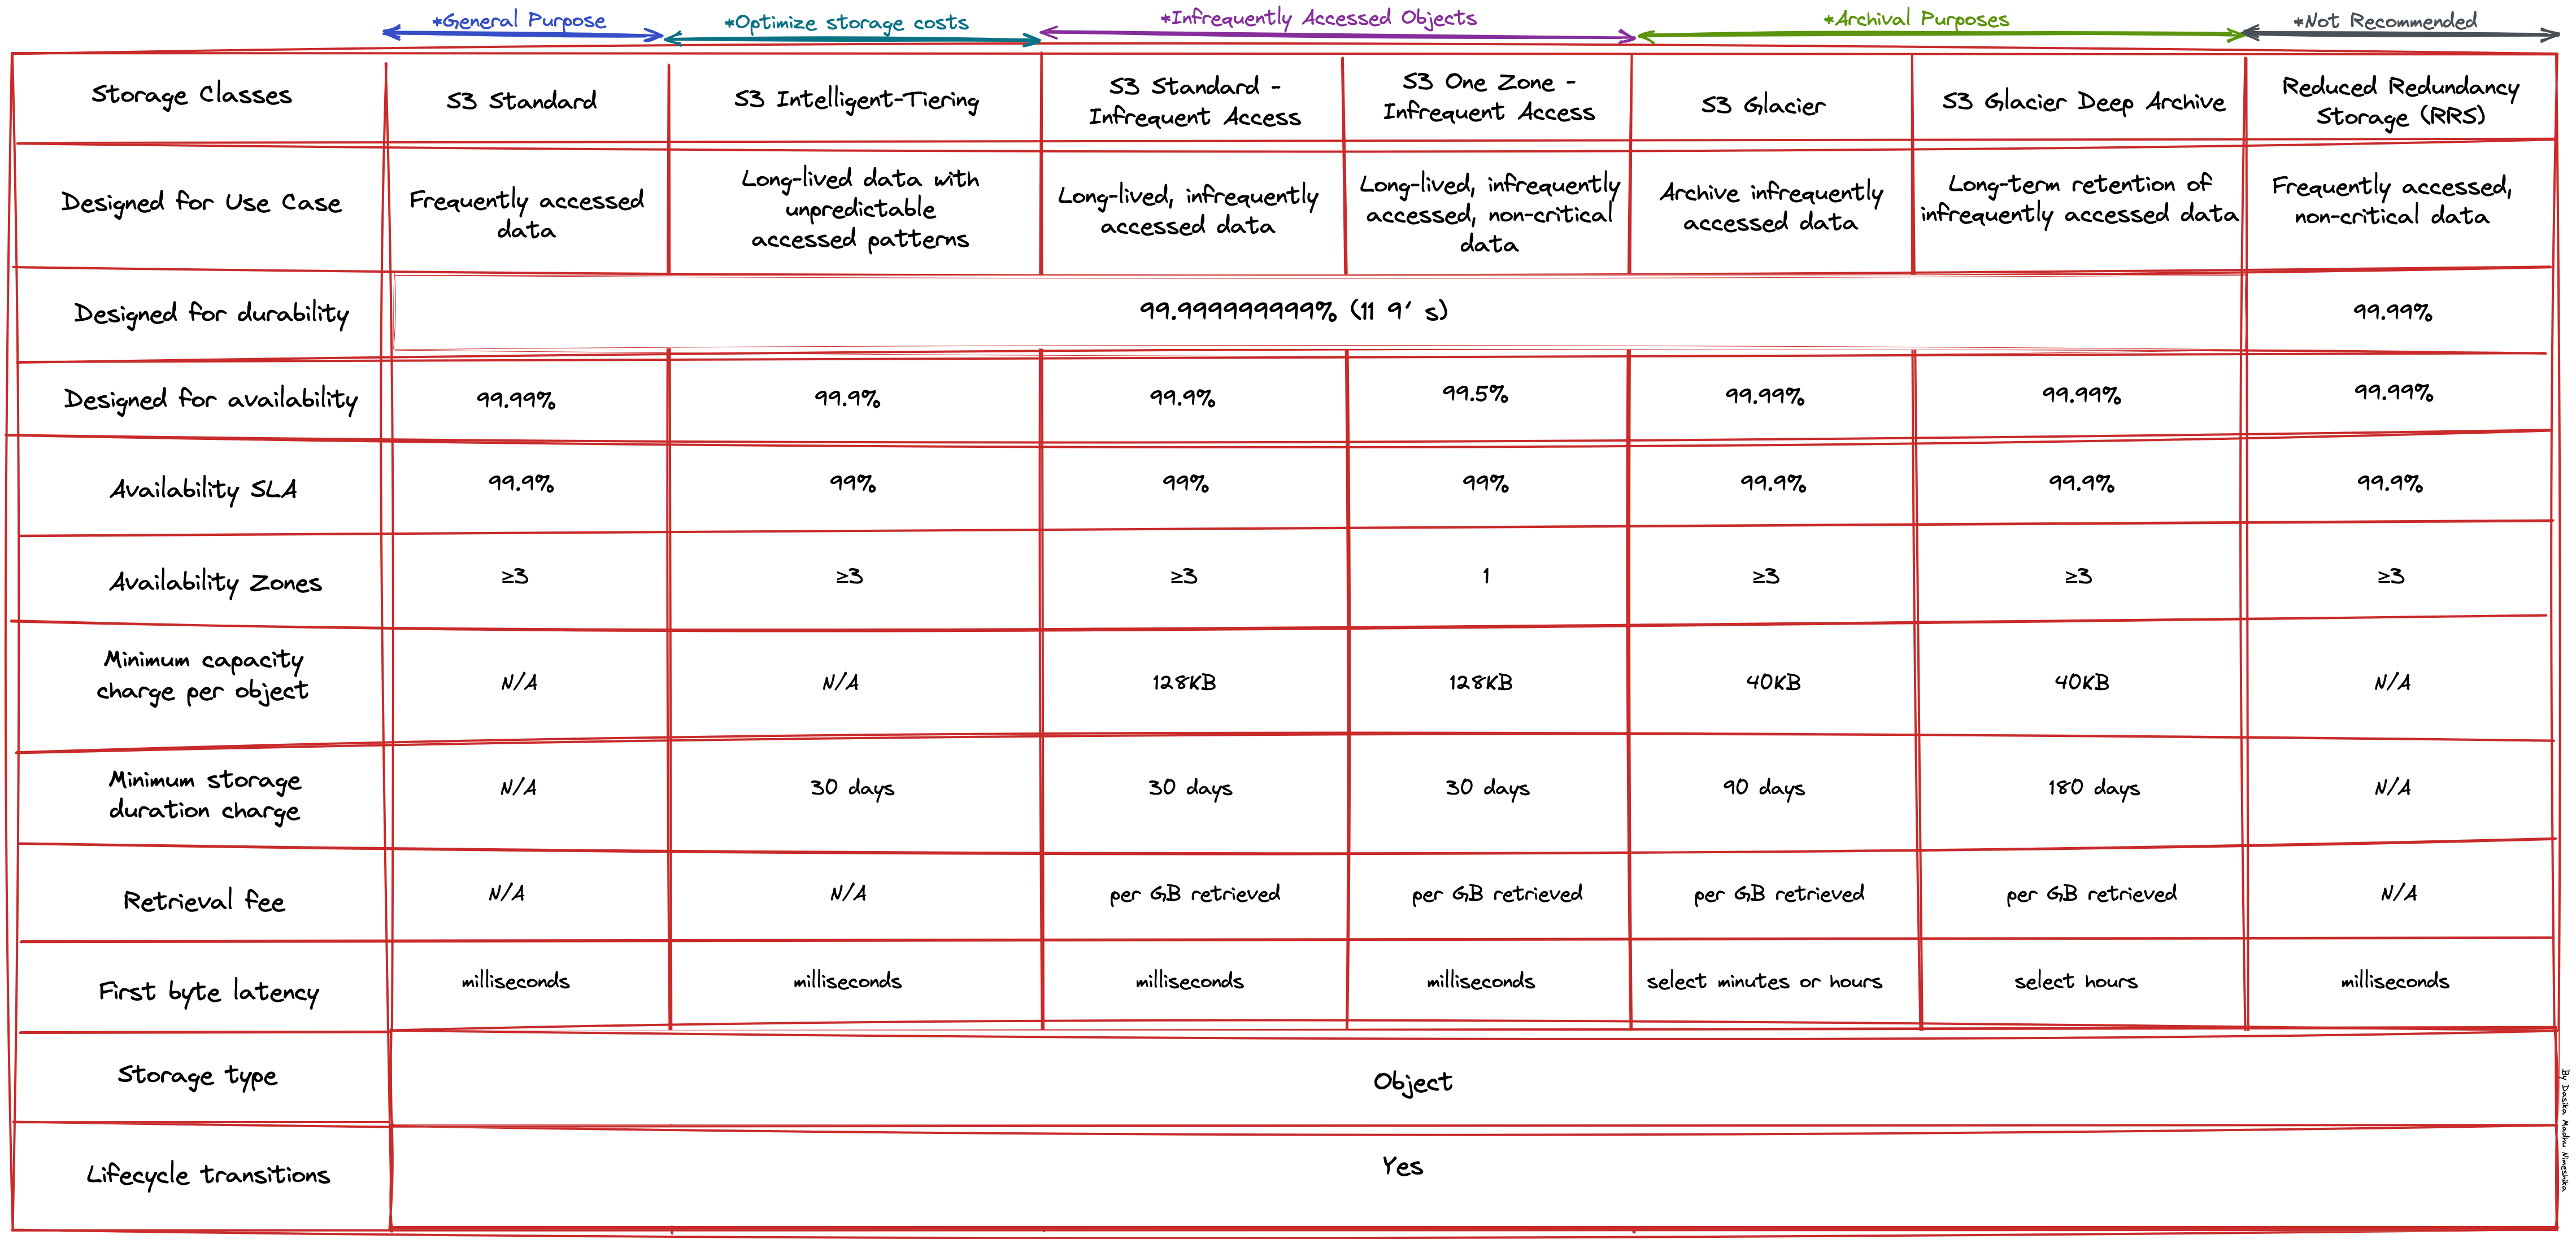 *General Purpose
*Optimize storage costs
*Infrequently Accessed Objects
*Archival Purposes
*Not Recommended
Storage Classes
S3 Standard
S3 Intelligent-Tiering
S3 Standard -
Infrequent Access
S3 One Zone -
Infrequent Access
S3 Glacier
S3 Glacier Deep Archive
Reduced Redundancy
Storage (RRS)
Designed for Use Case
Frequently accessed
data
Long-lived data with
unpredictable
accessed patterns
Long-lived, infrequently
accessed data
Long-lived, infrequently
accessed, non-critical
data
Archive infrequently
accessed data
Long-term retention of
infrequently accessed data
Frequently accessed,
non-critical data
Designed for durability
99.999999999% (11 9' s)
99.99%
Designed for availability
99.99%
99.9%
99.9%
99.5%
99.99%
99.99%
99.99%
Availability SLA
99.9%
99%
99%
99%
99.9%
99.9%
99.9%
Availability Zones
≥3
≥3
≥3
1
≥3
≥3
≥3
Minimum capacity
charge per object
N/A
N/A
128KB
128KB
40KB
40KB
N/A
Minimum storage
duration charge
N/A
30 days
30 days
30 days
90 days
180 days
N/A
Retrieval fee
N/A
N/A
per GB retrieved
per GB retrieved
per GB retrieved
per GB retrieved
N/A
First byte latency
milliseconds
milliseconds
milliseconds
milliseconds
select minutes or hours
select hours
milliseconds
Storage type
Object
Lifecycle transitions
Yes
By Dasika Madhu Nimeshika